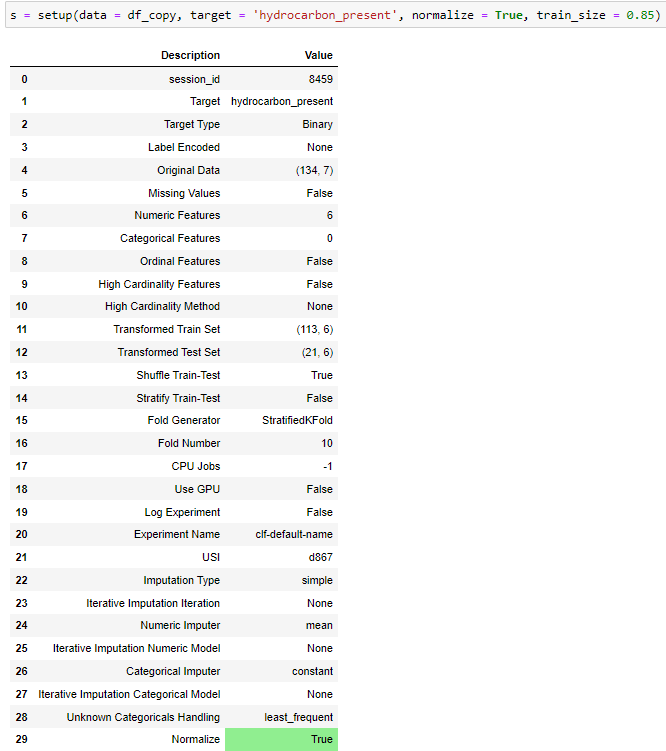 s = setup(data = df_copy, target = 'hydrocarbon_present', normalize = True, train_size = 0.85)
Description Value
0 session_id 8459
1 Target hydrocarbon_present
2 Target Type Binary
3 Label Encoded None
4 Original Data (134, 7)
5 Missing Values False
6 Numeric Features 6
7 Categorical Features 0
8 Ordinal Features False
9 High Cardinality Features False
10 High Cardinality Method None
11 Transformed Train Set (113, 6)
12 Transformed Test Set (21, 6)
13 Shuffle Train-Test True
14 Stratify Train-Test False
15 Fold Generator StratifiedKFold
16 Fold Number 10
17 CPU Jobs -1
18 Use GPU False
19 Log Experiment False
20 Experiment Name clf-default-name
21 USI d867
22 Imputation Type simple
23 Iterative Imputation Iteration None
24 Numeric Imputer mean
25 Iterative Imputation Numeric Model None
26 Categorical Imputer constant
27 Iterative Imputation Categorical Model None
28 Unknown Categoricals Handling least_frequent
29 Normalize True